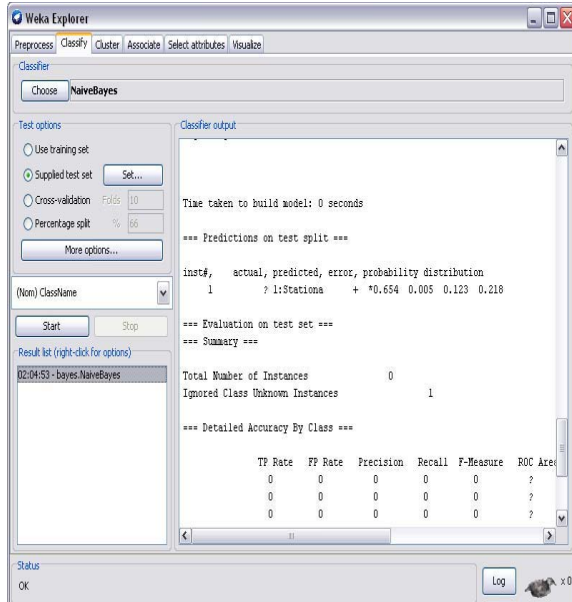 Weka Explorer
Preprocess Classify Cluster Associate Select attributes Visualize
Classifier
Choose NaiveBayes
Test options
Use training set
Supplied test set Set...
Cross-validation Folds 10
Percentage split % 66
More options...
(Nom) ClassName
Start Stop
Result list (right-click for options)
02:04:53 - bayes.NaiveBayes
Classifier output
Time taken to build model: 0 seconds
=== Predictions on test split ===
inst#, actual, predicted, error, probability distribution
1 ? 1:Stationa + *0.654 0.005 0.123 0.218
=== Evaluation on test set ===
=== Summary ===
Total Number of Instances 0
Ignored Class Unknown Instances 1
=== Detailed Accuracy By Class ===
TP Rate FP Rate Precision Recall F-Measure ROC Area
0 0 0 0 0 ?
0 0 0 0 0 ?
0 0 0 0 0 ?
Status
OK
Log
x 0